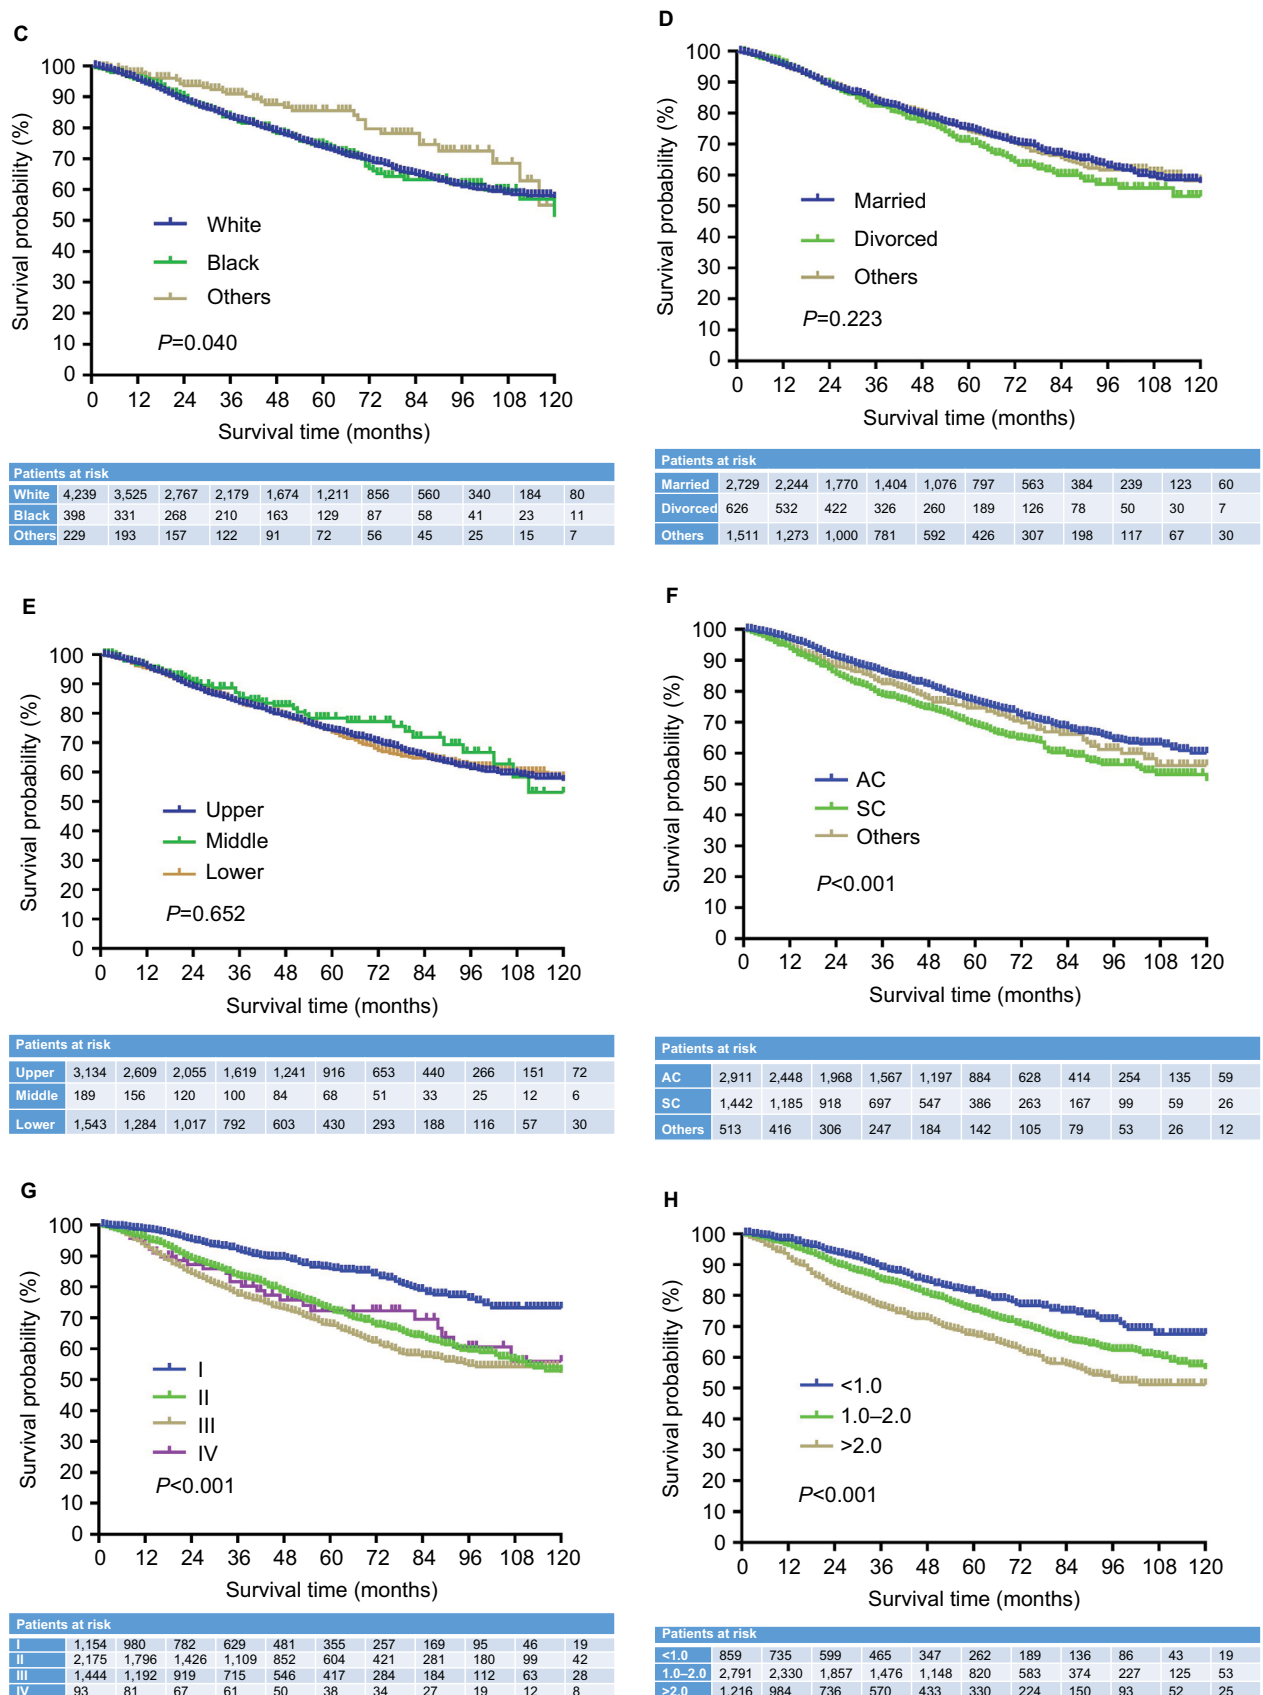 C
Survival probability (%)
100
90
80
70
60
50
40
30
20
10
0
White
Black
Others
P=0.040
0 12 24 36 48 60 72 84 96 108 120
Survival time (months)
Patients at risk
White 4,239 3,525 2,767 2,179 1,674 1,211 856 560 340 184 80
Black 398 331 268 210 163 129 87 58 41 23 11
Others 229 193 157 122 91 72 56 45 25 15 7
D
Survival probability (%)
100
90
80
70
60
50
40
30
20
10
0
Married
Divorced
Others
P=0.223
0 12 24 36 48 60 72 84 96 108 120
Survival time (months)
Patients at risk
Married 2,729 2,244 1,770 1,404 1,076 797 563 384 239 123 60
Divorced 626 532 422 326 260 189 126 78 50 30 7
Others 1,511 1,273 1,000 781 592 426 307 198 117 67 30
E
Survival probability (%)
100
90
80
70
60
50
40
30
20
10
0
Upper
Middle
Lower
P=0.652
0 12 24 36 48 60 72 84 96 108 120
Survival time (months)
Patients at risk
Upper 3,134 2,609 2,055 1,619 1,241 916 653 440 266 151 72
Middle 189 156 120 100 84 68 51 33 25 12 6
Lower 1,543 1,284 1,017 792 603 430 293 188 116 57 30
F
Survival probability (%)
100
90
80
70
60
50
40
30
20
10
0
AC
SC
Others
P<0.001
0 12 24 36 48 60 72 84 96 108 120
Survival time (months)
Patients at risk
AC 2,911 2,448 1,968 1,567 1,197 884 628 414 254 135 59
SC 1,442 1,185 918 697 547 386 263 167 99 59 26
Others 513 416 306 247 184 142 105 79 53 26 12
G
Survival probability (%)
100
90
80
70
60
50
40
30
20
10
0
I
II
III
IV
P<0.001
0 12 24 36 48 60 72 84 96 108 120
Survival time (months)
Patients at risk
I 1,154 980 782 629 481 355 257 169 95 46 19
II 2,175 1,796 1,426 1,109 852 604 421 281 180 99 42
III 1,444 1,192 919 715 546 417 284 184 112 63 28
IV 93 81 67 61 50 38 34 27 19 12 8
H
Survival probability (%)
100
90
80
70
60
50
40
30
20
10
0
<1.0
1.0–2.0
>2.0
P<0.001
0 12 24 36 48 60 72 84 96 108 120
Survival time (months)
Patients at risk
<1.0 859 735 599 465 347 262 189 136 86 43 19
1.0–2.0 2,791 2,330 1,857 1,476 1,148 820 583 374 227 125 53
>2.0 1,216 984 736 570 433 330 224 150 93 52 25